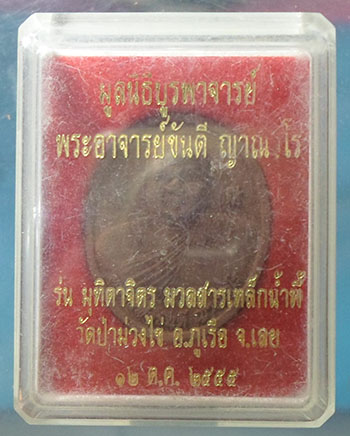 มูลนิธิบูรพาจารย์
พระอาจารย์ขันตี ญาณ โร
รุ่น มุทิตาจิตร มวลสารเหล็กน้ำพี้
วัดป่าม่วงไข่ อ.ภูเรือ จ.เลย
๑๒ ต.ค. ๒๕๕๕